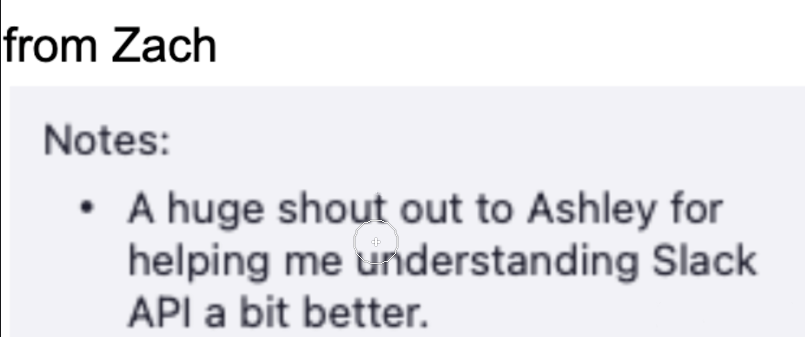 from Zach
Notes:
• A huge shout out to Ashley for
helping me understanding Slack
API a bit better.